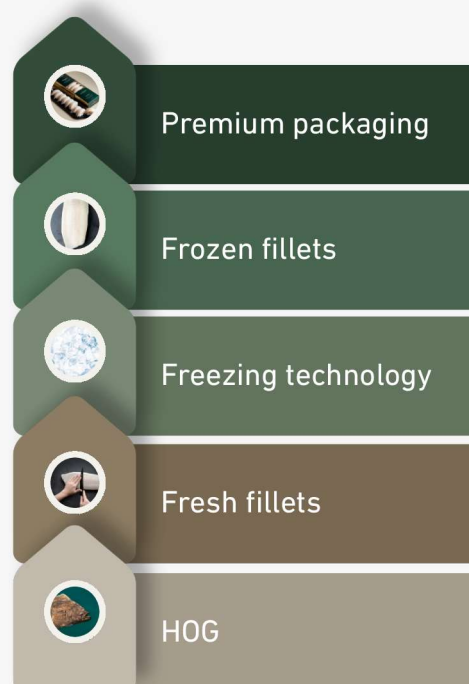 Premium packaging
Frozen fillets
Freezing technology
Fresh fillets
HOG